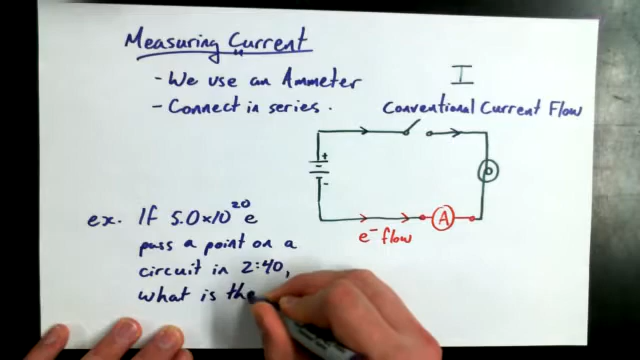 Measuring Current
- We use an Ammeter
- Connect in series.
I
Conventional Current Flow
+
-
A
e⁻ flow
ex. If 5.0×10²⁰ e
pass a point on a
circuit in 2:40,
what is the